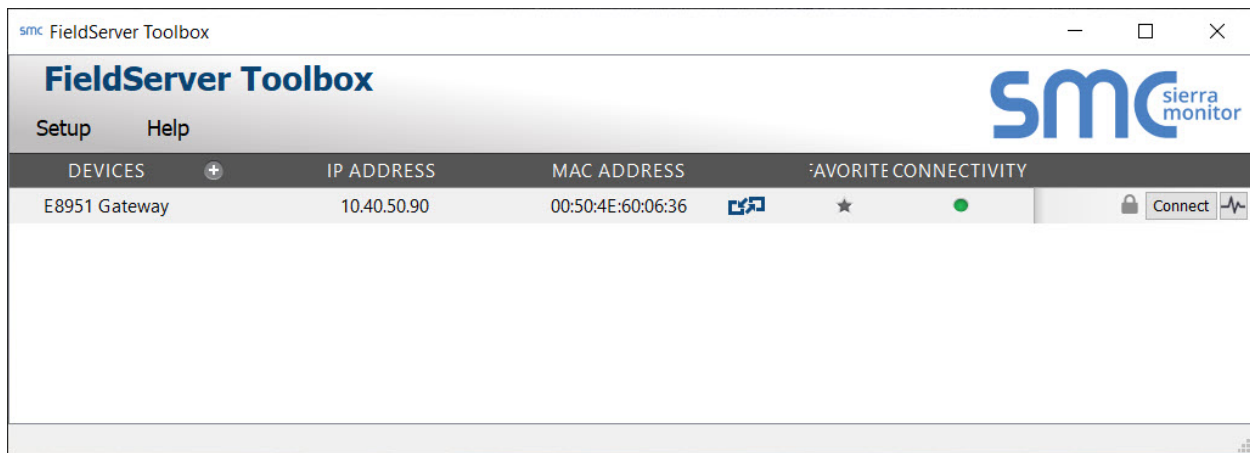 smc FieldServer Toolbox
FieldServer Toolbox
smc sierra monitor
Setup Help
DEVICES IP ADDRESS MAC ADDRESS FAVORITE CONNECTIVITY
E8951 Gateway 10.40.50.90 00:50:4E:60:06:36 Connect